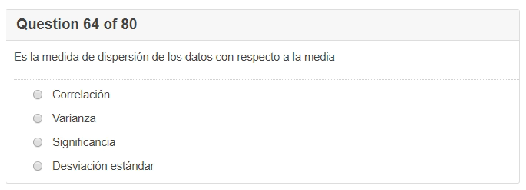 Question 64 of 80
Es la medida de dispersión de los datos con respecto a la media
Correlación
Varianza
Significancia
Desviación estándar